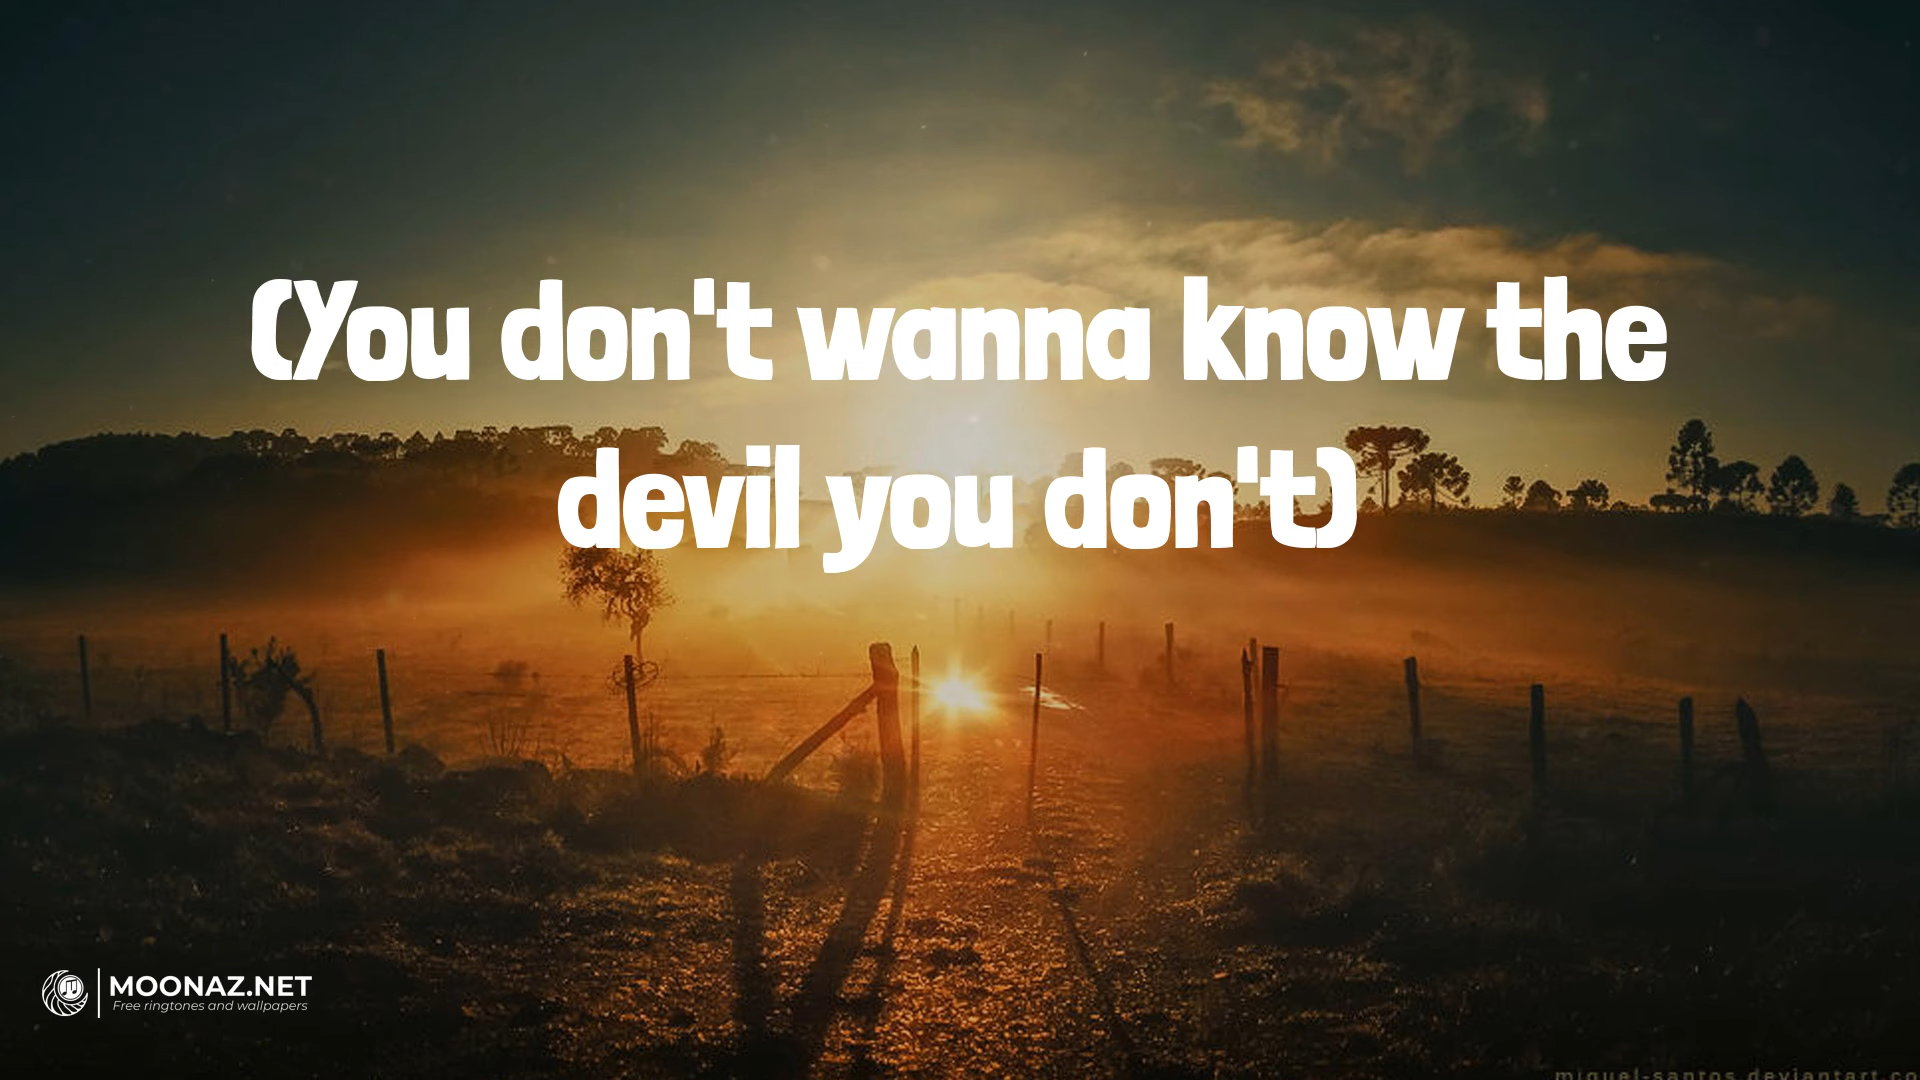 (You don't wanna know the
devil you don't)
MOONAZ.NET
Free ringtones and wallpapers
miguel-santos.deviantart.co